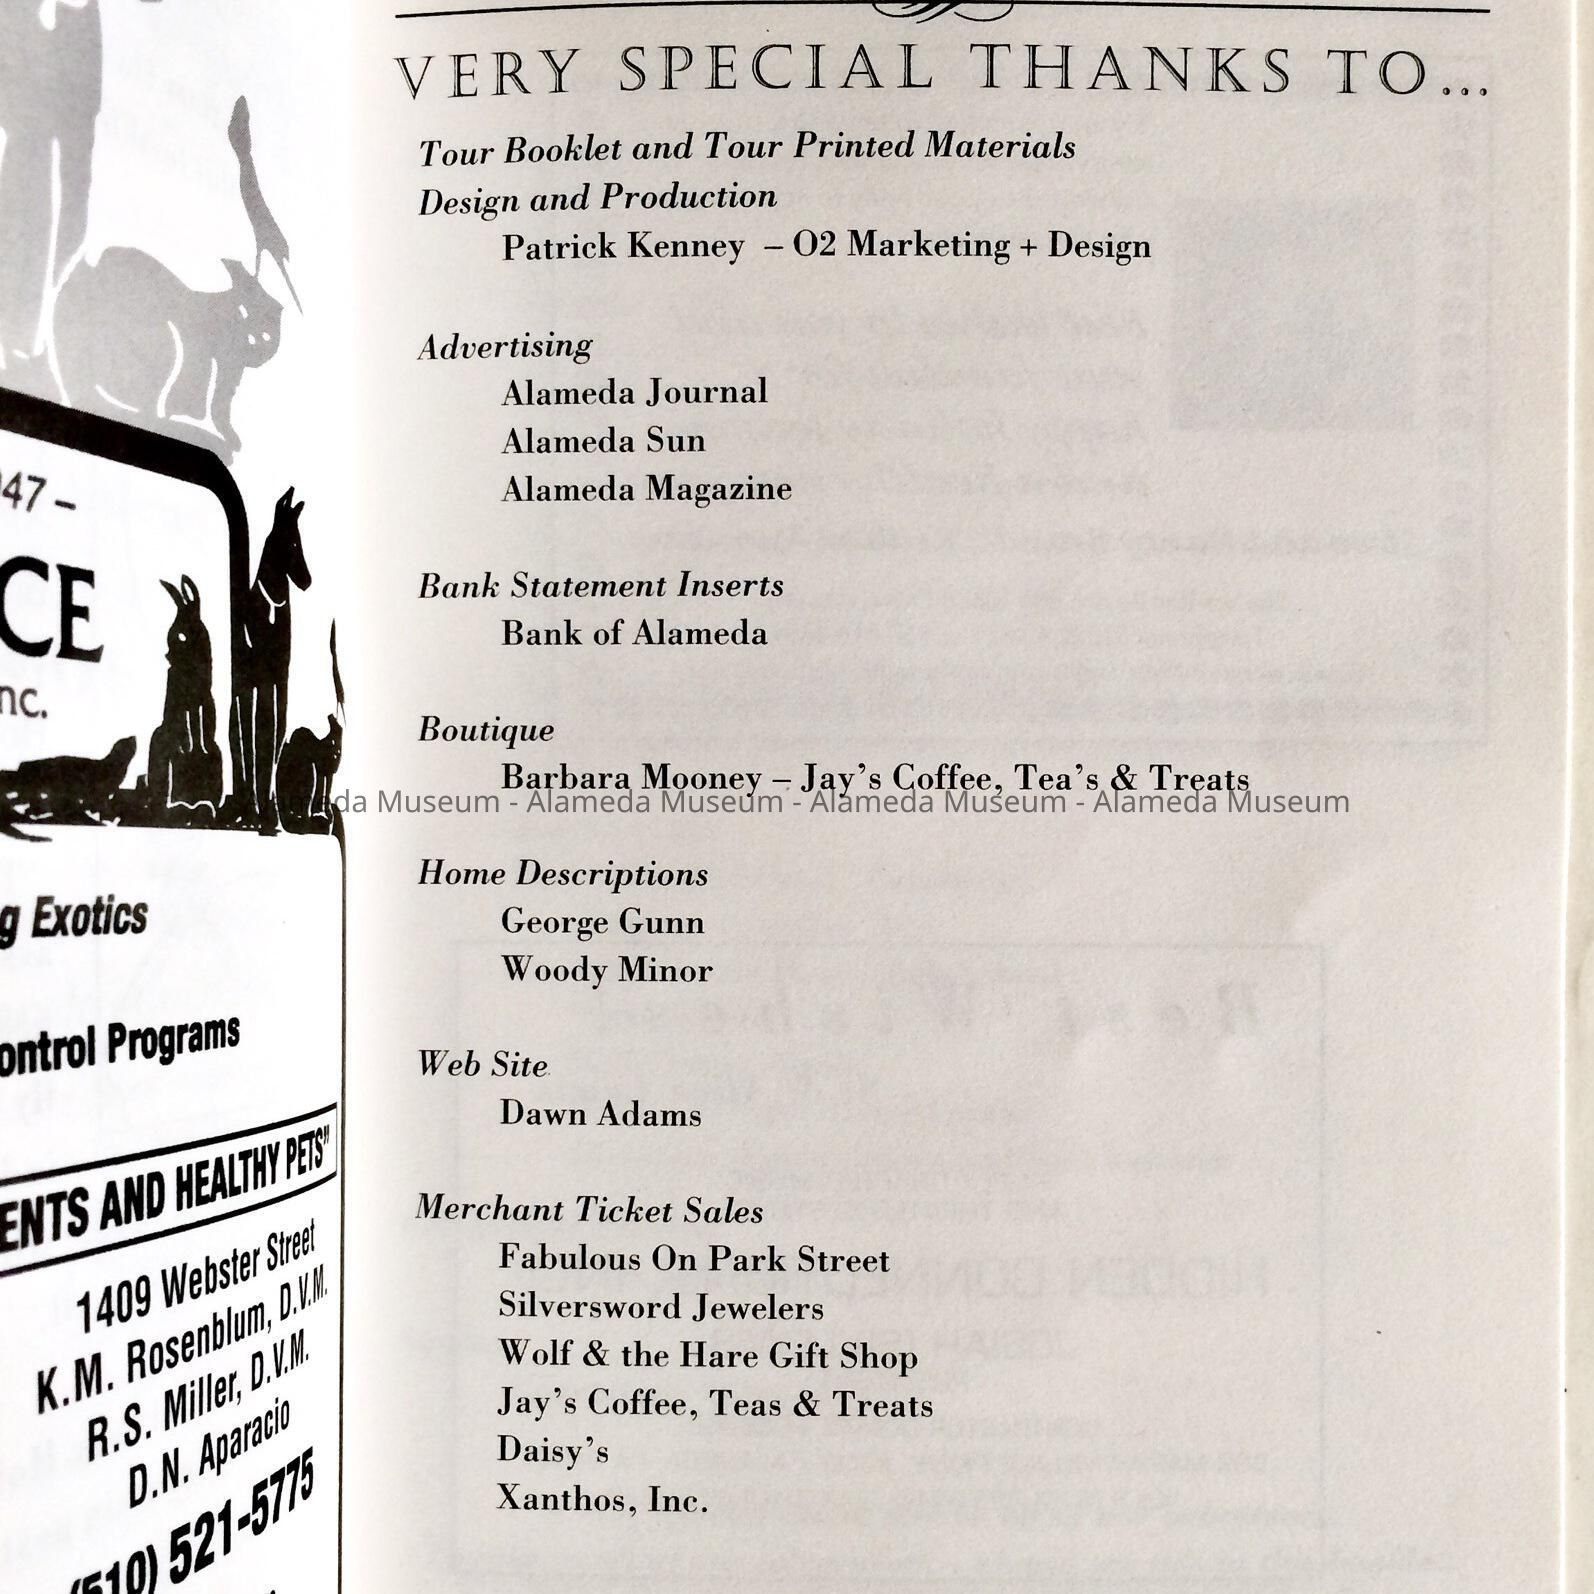 947 –
CE
nc.
g Exotics
ontrol Programs
ENTS AND HEALTHY PETS"
1409 Webster Street
K.M. Rosenblum, D.V.M.
R.S. Miller, D.V.M.
D.N. Aparacio
(510) 521-5775
VERY SPECIAL THANKS TO...
Tour Booklet and Tour Printed Materials
Design and Production
Patrick Kenney – O2 Marketing + Design
Advertising
Alameda Journal
Alameda Sun
Alameda Magazine
Bank Statement Inserts
Bank of Alameda
Boutique
Barbara Mooney – Jay's Coffee, Tea's & Treats
Alameda Museum - Alameda Museum - Alameda Museum - Alameda Museum
Home Descriptions
George Gunn
Woody Minor
Web Site
Dawn Adams
Merchant Ticket Sales
Fabulous On Park Street
Silversword Jewelers
Wolf & the Hare Gift Shop
Jay's Coffee, Teas & Treats
Daisy's
Xanthos, Inc.